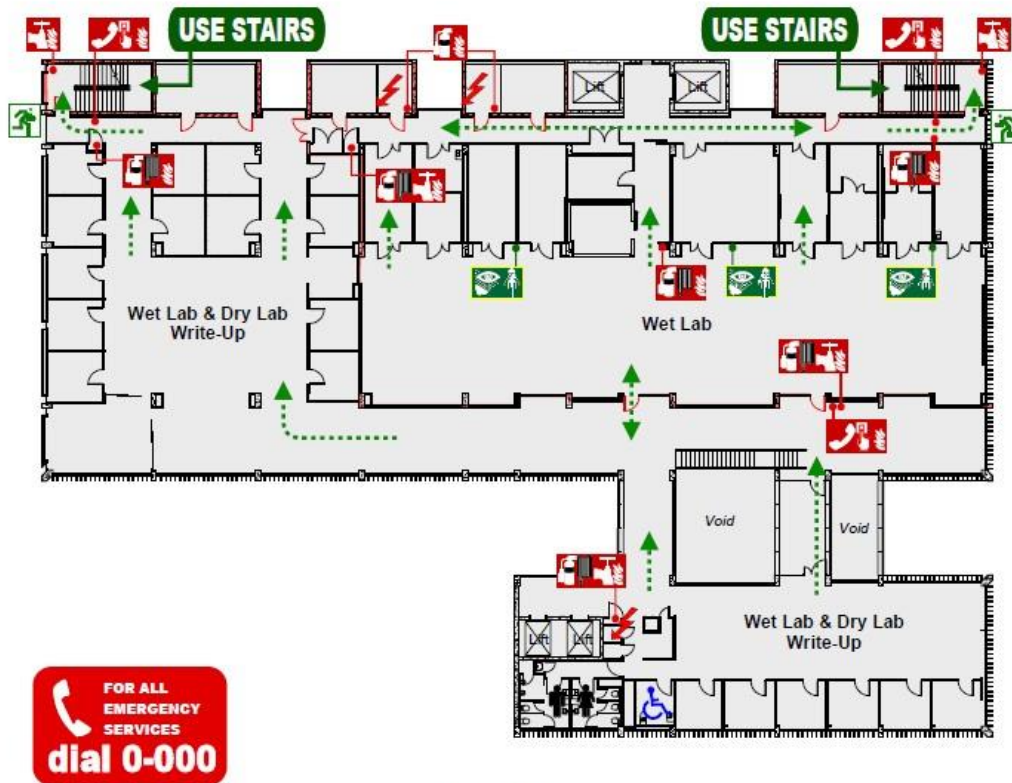 USE STAIRS
USE STAIRS
Lift
Lift
Wet Lab & Dry Lab
Write-Up
Wet Lab
Void
Void
Lift
Lift
Wet Lab & Dry Lab
Write-Up
FOR ALL
EMERGENCY
SERVICES
dial 0-000